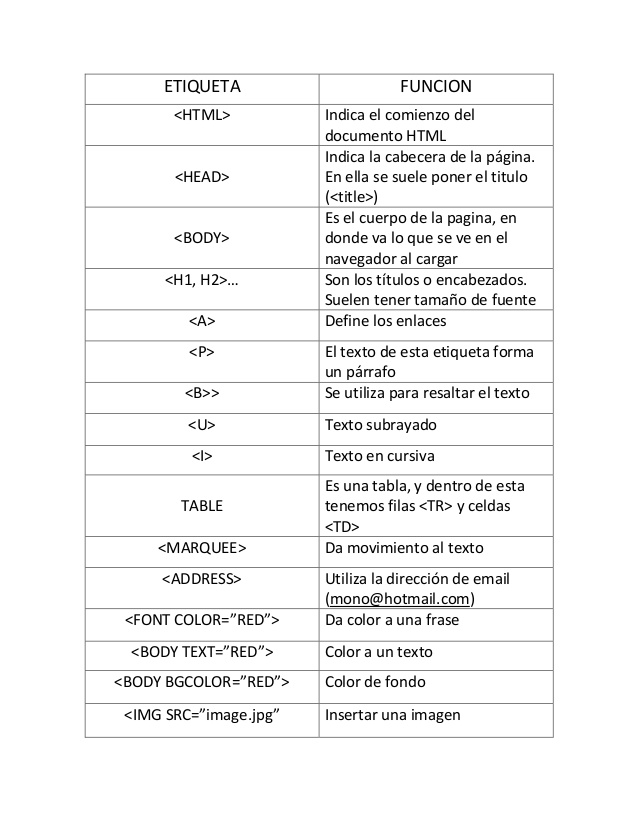 ETIQUETA FUNCION
<HTML> Indica el comienzo del
documento HTML
<HEAD> Indica la cabecera de la página.
En ella se suele poner el titulo
(<title>)
<BODY> Es el cuerpo de la pagina, en
donde va lo que se ve en el
navegador al cargar
<H1, H2>… Son los títulos o encabezados.
Suelen tener tamaño de fuente
<A> Define los enlaces
<P> El texto de esta etiqueta forma
un párrafo
<B>> Se utiliza para resaltar el texto
<U> Texto subrayado
<I> Texto en cursiva
TABLE Es una tabla, y dentro de esta
tenemos filas <TR> y celdas
<TD>
<MARQUEE> Da movimiento al texto
<ADDRESS> Utiliza la dirección de email
(mono@hotmail.com)
<FONT COLOR=”RED”> Da color a una frase
<BODY TEXT=”RED”> Color a un texto
<BODY BGCOLOR=”RED”> Color de fondo
<IMG SRC=”image.jpg” Insertar una imagen